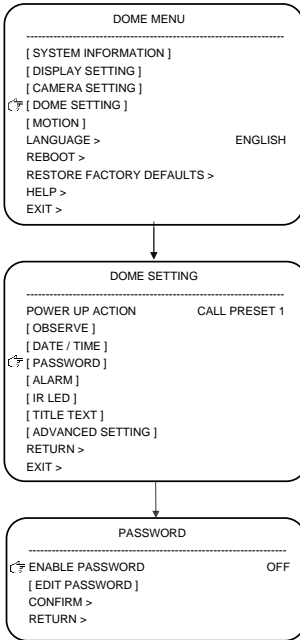 DOME MENU
[ SYSTEM INFORMATION ]
[ DISPLAY SETTING ]
[ CAMERA SETTING ]
[ DOME SETTING ]
[ MOTION ]
LANGUAGE > ENGLISH
REBOOT >
RESTORE FACTORY DEFAULTS >
HELP >
EXIT >
DOME SETTING
POWER UP ACTION CALL PRESET 1
[ OBSERVE ]
[ DATE / TIME ]
[ PASSWORD ]
[ ALARM ]
[ IR LED ]
[ TITLE TEXT ]
[ ADVANCED SETTING ]
RETURN >
EXIT >
PASSWORD
ENABLE PASSWORD OFF
[ EDIT PASSWORD ]
CONFIRM >
RETURN >